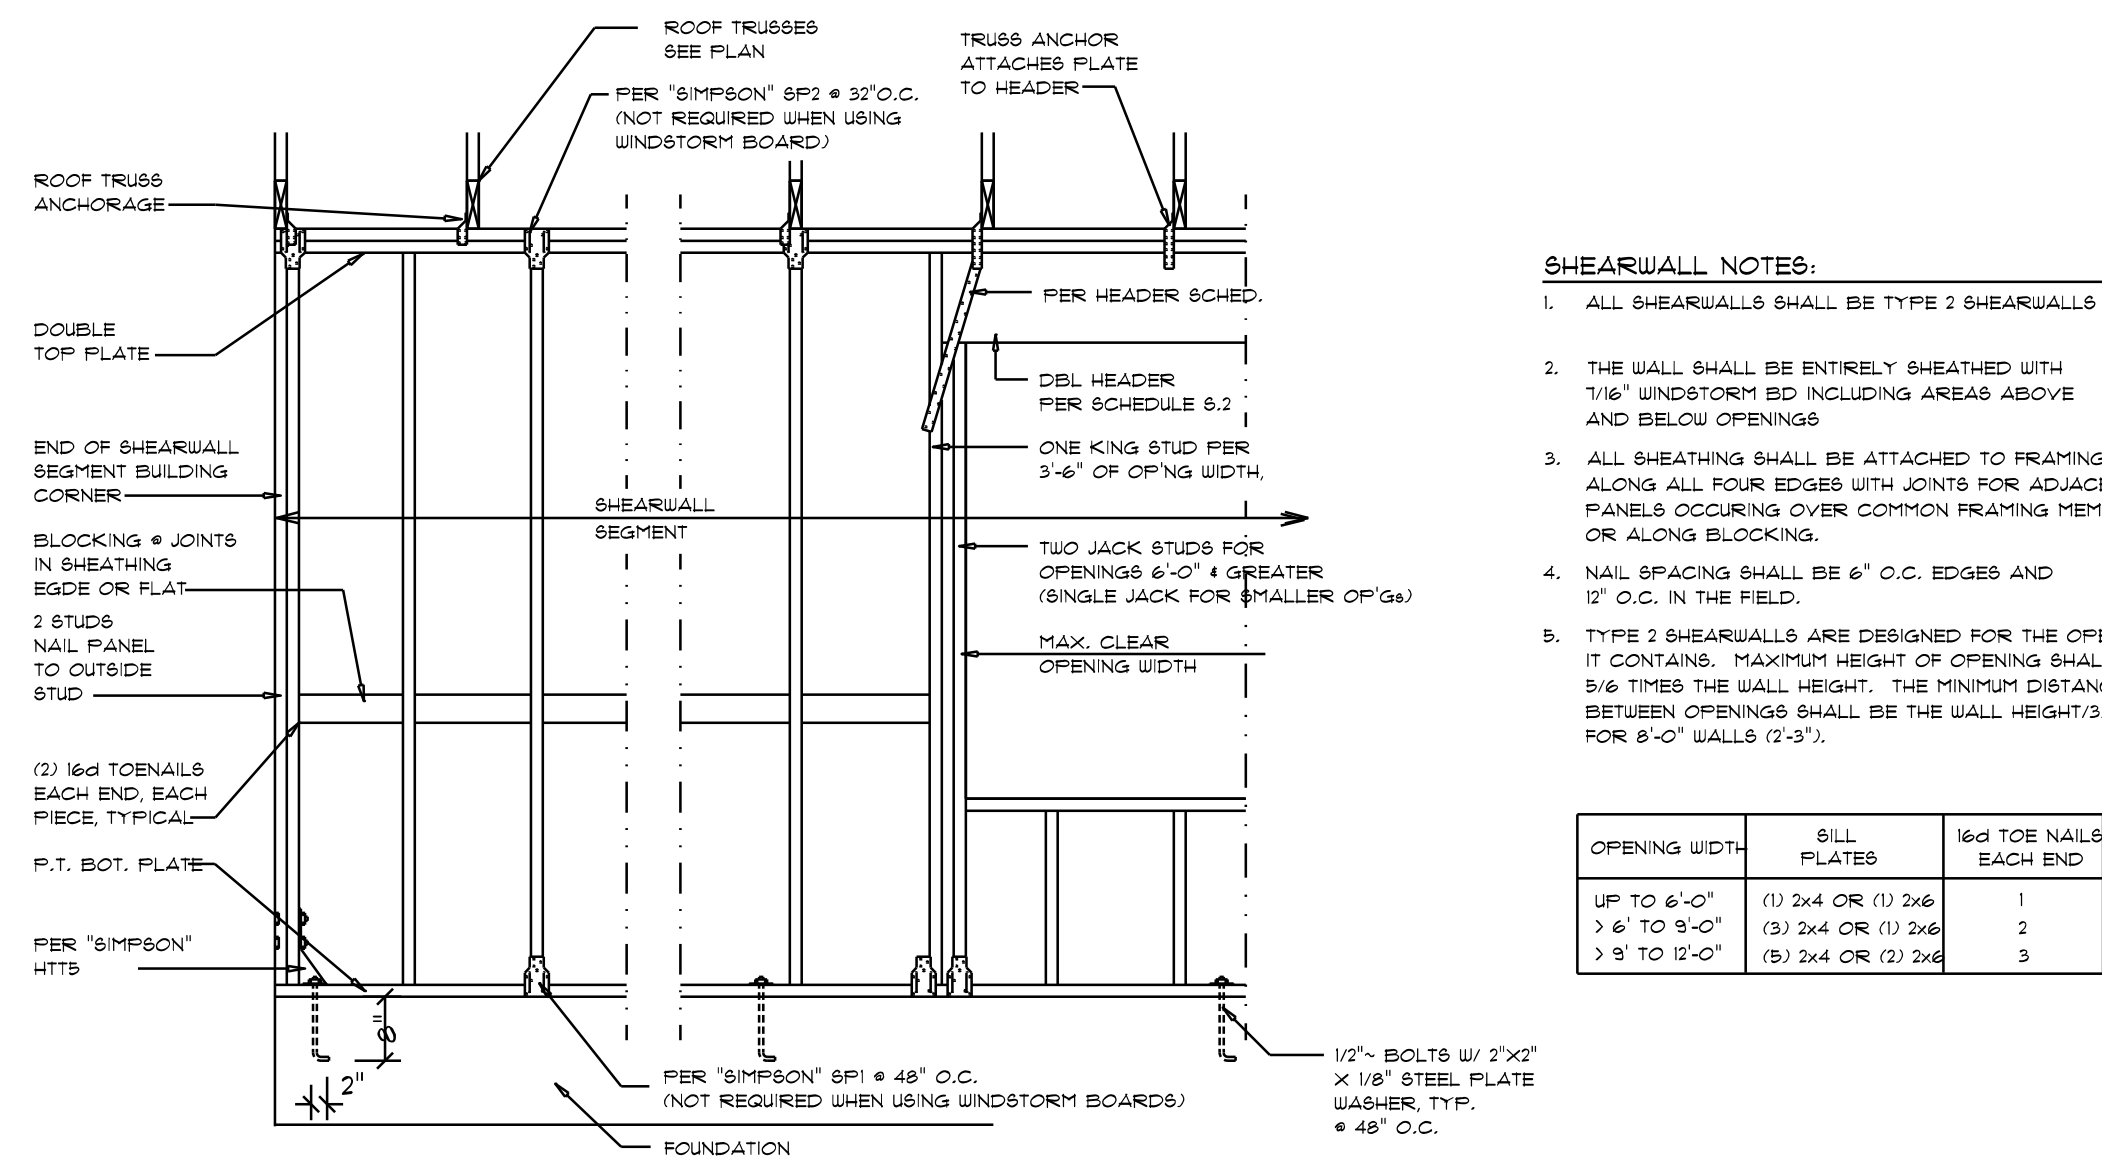 ROOF TRUSSES
SEE PLAN
TRUSS ANCHOR
ATTACHES PLATE
TO HEADER
PER "SIMPSON" SP2 @ 32"O.C.
(NOT REQUIRED WHEN USING
WINDSTORM BOARD)
ROOF TRUSS
ANCHORAGE
DOUBLE
TOP PLATE
PER HEADER SCHED.
DBL HEADER
PER SCHEDULE S.2
END OF SHEARWALL
SEGMENT BUILDING
CORNER
ONE KING STUD PER
3'-6" OF OP'NG WIDTH,
SHEARWALL
SEGMENT
BLOCKING @ JOINTS
IN SHEATHING
EGDE OR FLAT
TWO JACK STUDS FOR
OPENINGS 6'-0" & GREATER
(SINGLE JACK FOR SMALLER OP'Gs)
2 STUDS
NAIL PANEL
TO OUTSIDE
STUD
MAX. CLEAR
OPENING WIDTH
(2) 16d TOENAILS
EACH END, EACH
PIECE, TYPICAL
P.T. BOT. PLATE
PER "SIMPSON"
HTT5
8"
2"
PER "SIMPSON" SP1 @ 48" O.C.
(NOT REQUIRED WHEN USING WINDSTORM BOARDS)
FOUNDATION
1/2"~ BOLTS W/ 2"X2"
X 1/8" STEEL PLATE
WASHER, TYP.
@ 48" O.C.
SHEARWALL NOTES:
1. ALL SHEARWALLS SHALL BE TYPE 2 SHEARWALLS
2. THE WALL SHALL BE ENTIRELY SHEATHED WITH
7/16" WINDSTORM BD INCLUDING AREAS ABOVE
AND BELOW OPENINGS
3. ALL SHEATHING SHALL BE ATTACHED TO FRAMING
ALONG ALL FOUR EDGES WITH JOINTS FOR ADJACE
PANELS OCCURING OVER COMMON FRAMING MEM
OR ALONG BLOCKING.
4. NAIL SPACING SHALL BE 6" O.C. EDGES AND
12" O.C. IN THE FIELD.
5. TYPE 2 SHEARWALLS ARE DESIGNED FOR THE OPE
IT CONTAINS. MAXIMUM HEIGHT OF OPENING SHAL
5/6 TIMES THE WALL HEIGHT. THE MINIMUM DISTANC
BETWEEN OPENINGS SHALL BE THE WALL HEIGHT/3.
FOR 8'-0" WALLS (2'-3").
OPENING WIDTH SILL PLATES 16d TOE NAILS EACH END
UP TO 6'-0" (1) 2x4 OR (1) 2x6 1
> 6' TO 9'-0" (3) 2x4 OR (1) 2x6 2
> 9' TO 12'-0" (5) 2x4 OR (2) 2x6 3